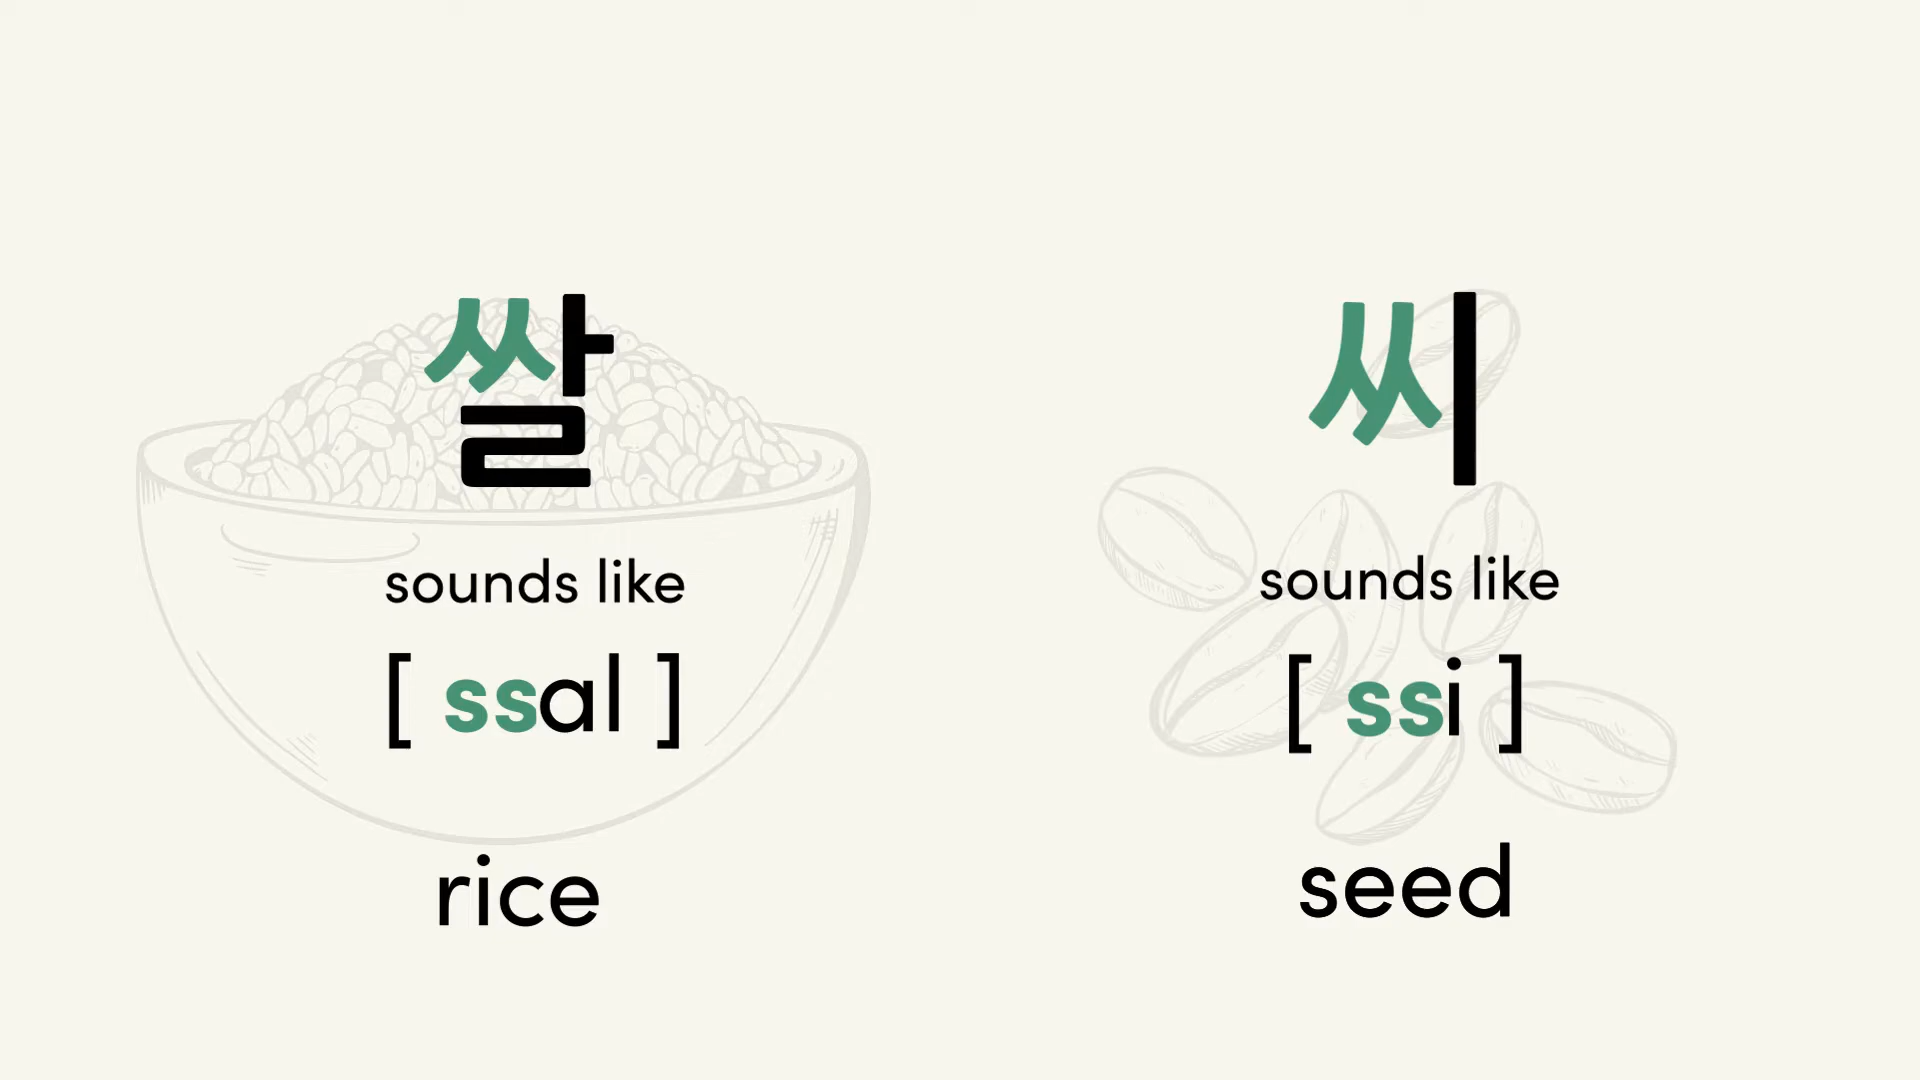 쌀
sounds like
[ ssal ]
rice
씨
sounds like
[ ssi ]
seed